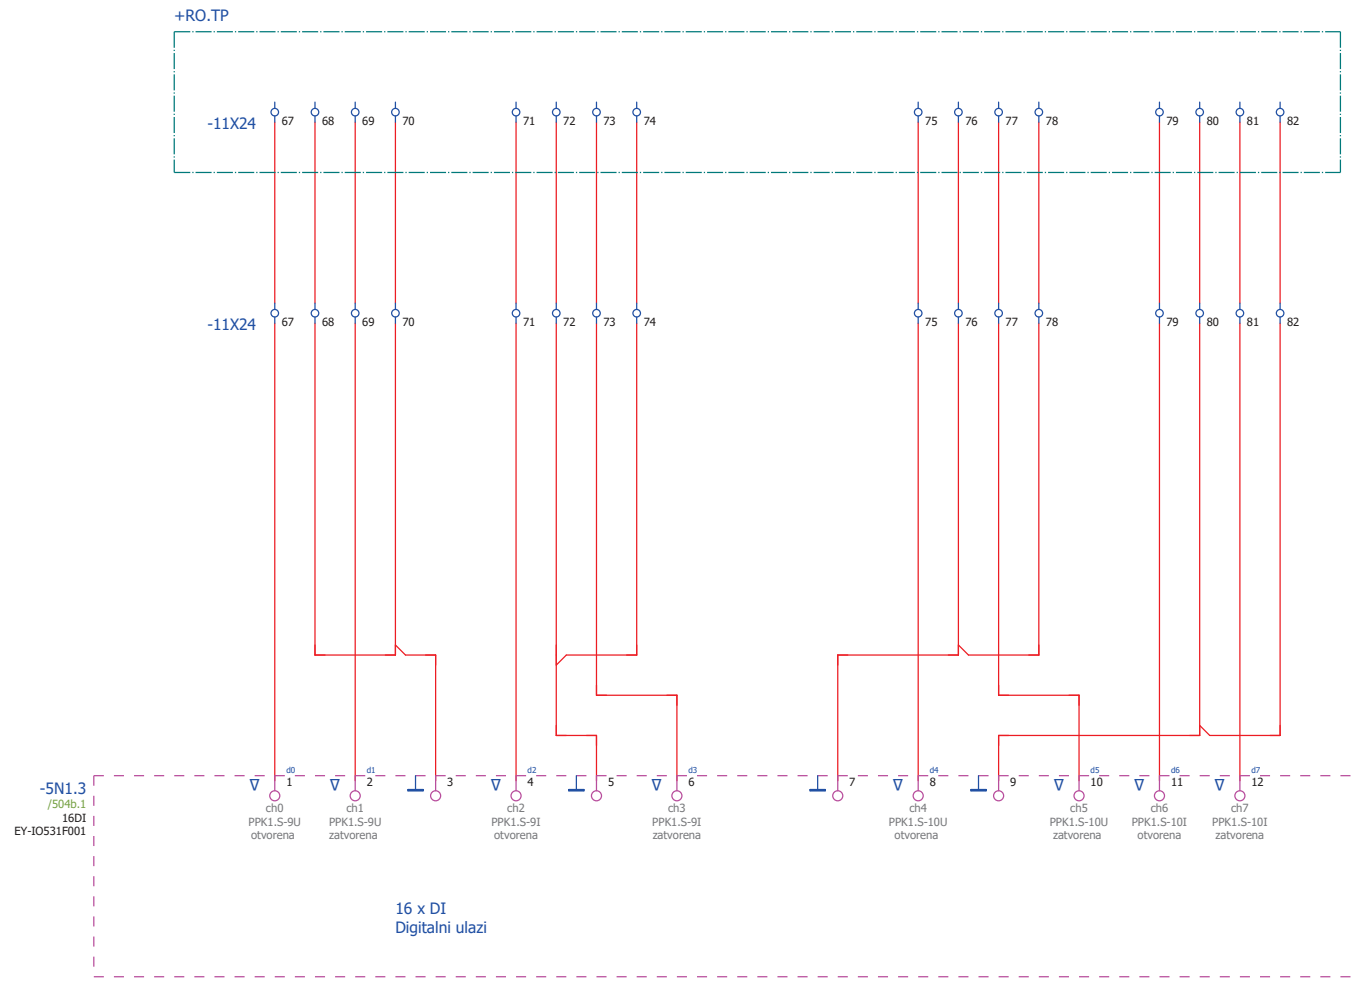 +RO.TP
-11X24 67 68 69 70 71 72 73 74 75 76 77 78 79 80 81 82
-11X24 67 68 69 70 71 72 73 74 75 76 77 78 79 80 81 82
d0 d1 d2 d3 d4 d5 d6 d7
1 2 3 4 5 6 7 8 9 10 11 12
-5N1.3
/504b.1
16DI
EY-IO531F001
ch0
PPK1.S-9U
otvorena
ch1
PPK1.S-9U
zatvorena
ch2
PPK1.S-9I
otvorena
ch3
PPK1.S-9I
zatvorena
ch4
PPK1.S-10U
otvorena
ch5
PPK1.S-10U
zatvorena
ch6
PPK1.S-10I
otvorena
ch7
PPK1.S-10I
zatvorena
16 x DI
Digitalni ulazi